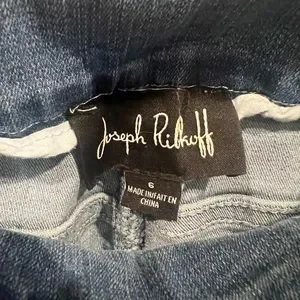 Joseph Ribkoff
6
MADE IN/FAIT EN
CHINA